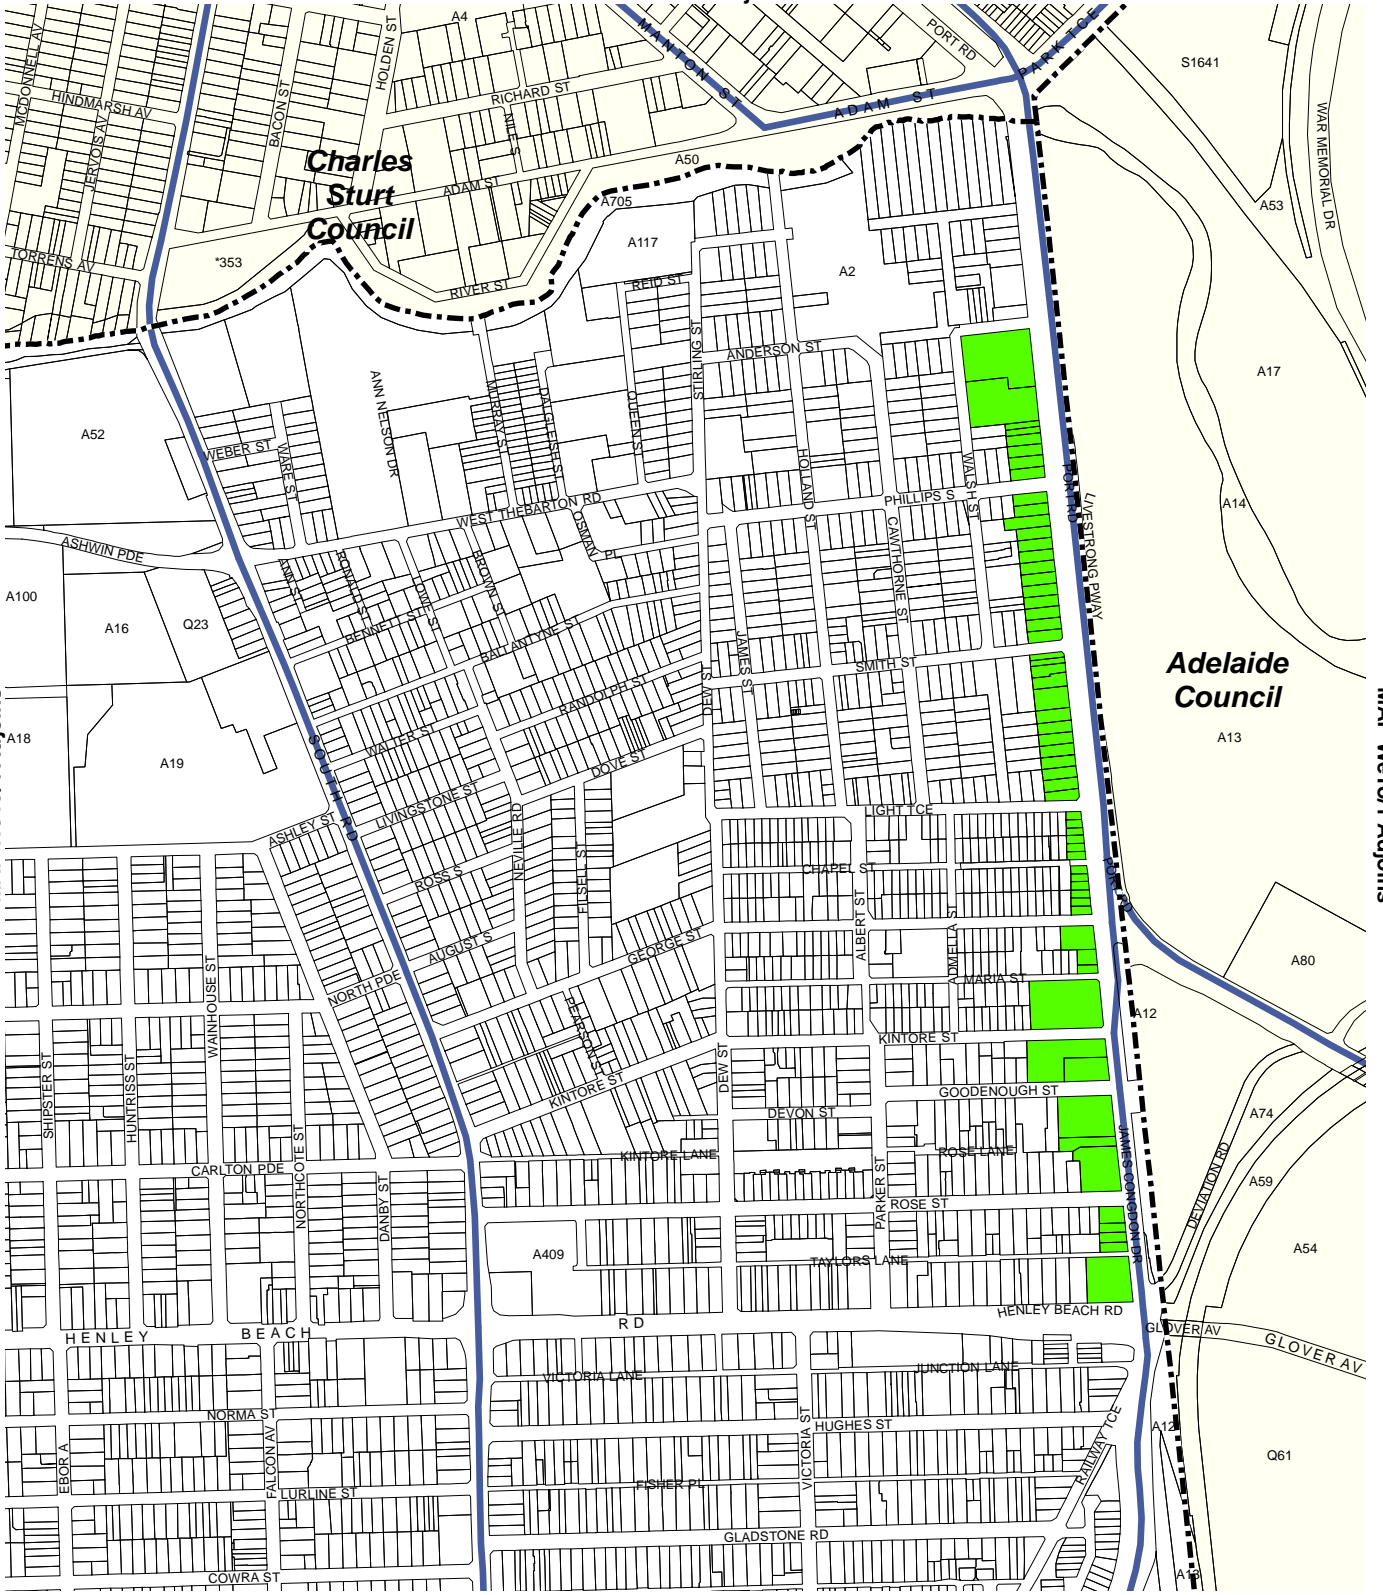 A4
MANTON ST
PORT RD
PARK TCE
S1641
MCDONNELL AV
HOLDEN ST
HINDMARSH AV
BACON ST
RICHARD ST
NILE S
ADAM ST
WAR MEMORIAL DR
JERVOIS AV
Charles
Sturt
Council
A50
ADAM ST
A705
A53
TORRENS AV
*353
A117
A2
RIVER ST
REID ST
STIRLING ST
ANDERSON ST
A17
A52
ANN NELSON DR
MURRAY ST
DALGLEISH ST
QUEEN S
WEBER ST
WARE ST
HOLLAND ST
WALSH ST
PHILLIPS S
PORT RD
LIVESTRONG PWAY
A14
WEST THEBARTON RD
OSMAN PL
CAWTHORNE ST
ASHWIN PDE
ANN ST
RONALD ST
LOWE S
BROWN ST
A100
A16
Q23
BENNETT ST
BALLANTYNE ST
JAMES ST
SMITH ST
Adelaide
Council
DEW ST
RANDOLPH ST
A18
A19
SOUTH RD
WALTER ST
DOVE ST
A13
LIVINGSTONE ST
ASHLEY ST
NEVILLE RD
LIGHT TCE
ROSS S
FILSELL ST
CHAPEL ST
PORT RD
ALBERT ST
ADMELLA ST
AUGUST S
GEORGE ST
NORTH PDE
WAINHOUSE ST
MARIA ST
A80
PEARSON ST
A12
KINTORE ST
SHIPSTER ST
HUNTRISS ST
DEW ST
KINTORE ST
GOODENOUGH ST
DEVON ST
A74
NORTHCOTE ST
KINTORE LANE
ROSE LANE
JAMES CONGDON DR
DEVIATION RD
CARLTON PDE
DANBY ST
PARKER ST
ROSE ST
A59
A409
TAYLORS LANE
A54
HENLEY BEACH RD
HENLEY BEACH RD
GLOVER AV
GLOVER AV
VICTORIA LANE
JUNCTION LANE
NORMA ST
HUGHES ST
RAILWAY TCE
A12
EBOR A
FALCON AV
VICTORIA ST
Q61
LURLINE ST
FISHER PL
GLADSTONE RD
COWRA ST
A13